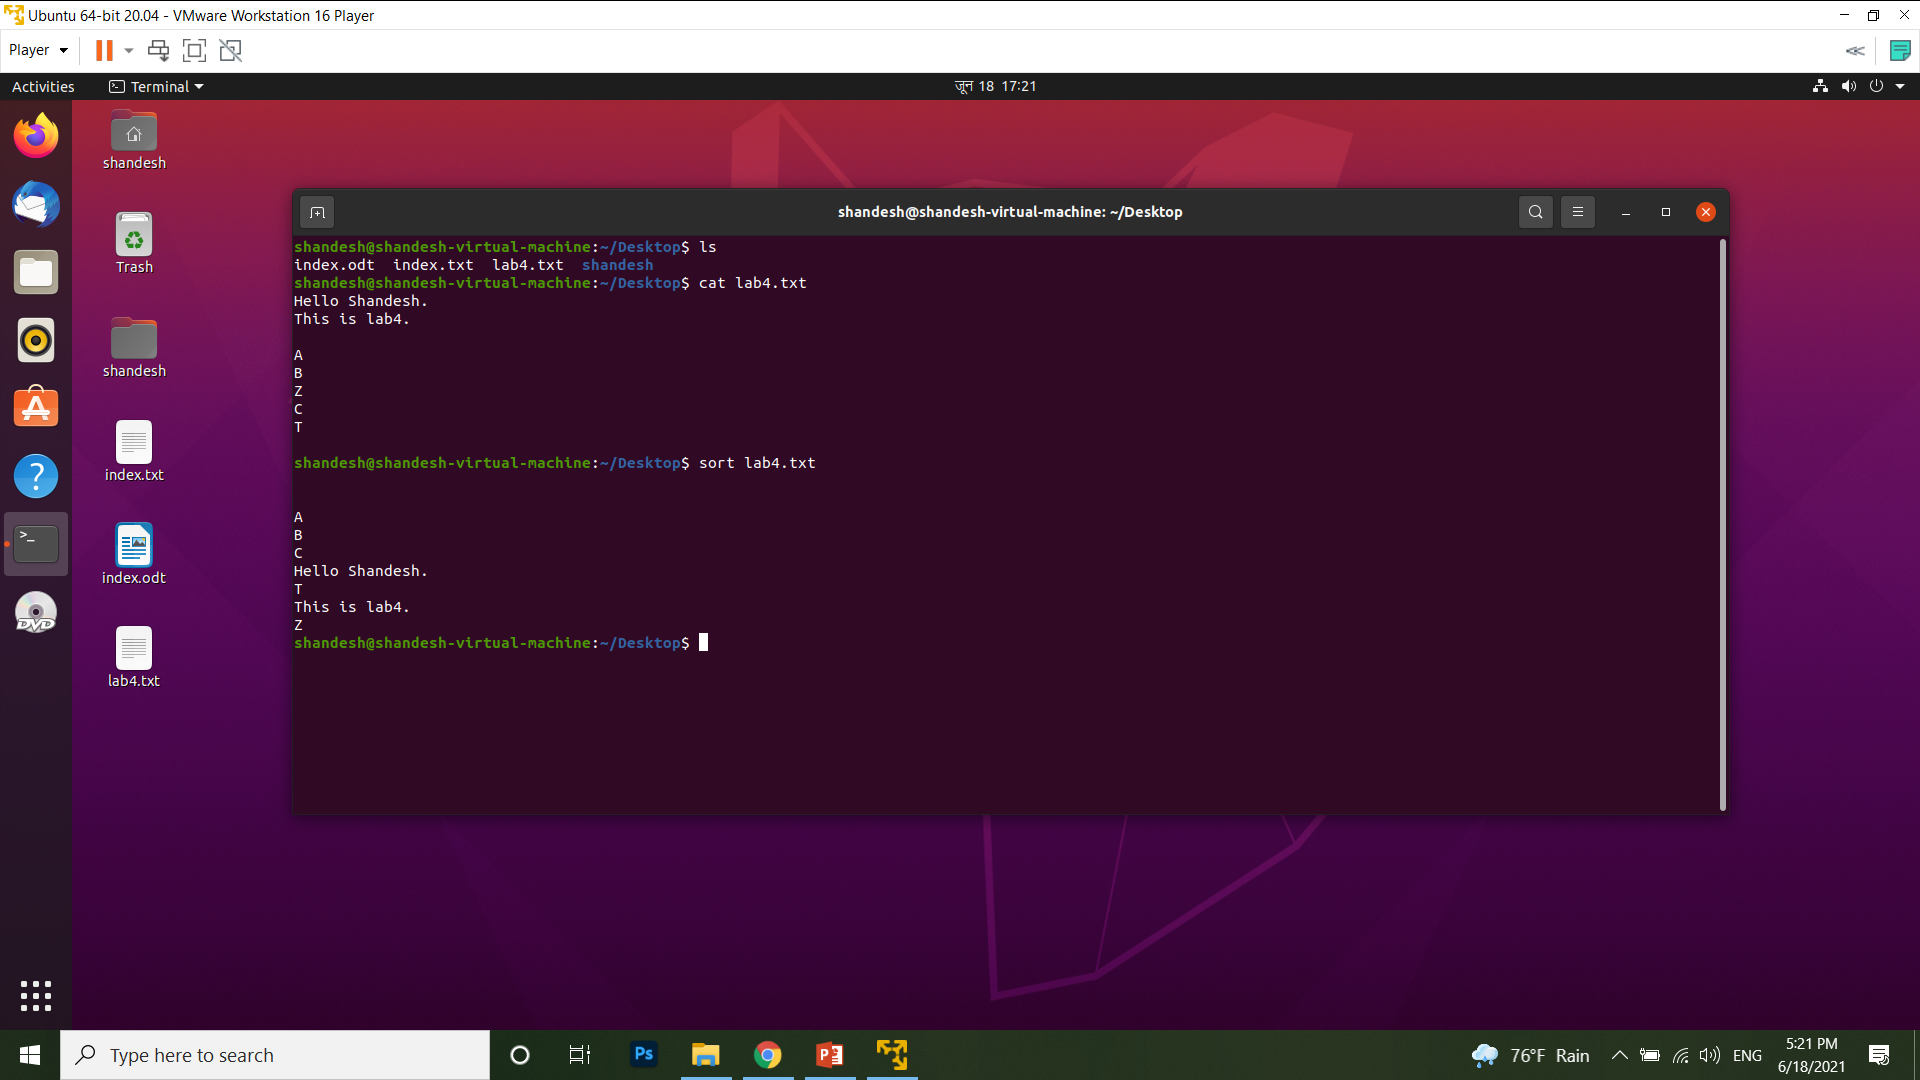 Ubuntu 64-bit 20.04 - VMware Workstation 16 Player
Player
Activities
Terminal
जून 18 17:21
shandesh
Trash
shandesh
index.txt
index.odt
lab4.txt
DVD
shandesh@shandesh-virtual-machine: ~/Desktop
shandesh@shandesh-virtual-machine:~/Desktop$ ls
index.odt  index.txt  lab4.txt  shandesh
shandesh@shandesh-virtual-machine:~/Desktop$ cat lab4.txt
Hello Shandesh.
This is lab4.

A
B
Z
C
T

shandesh@shandesh-virtual-machine:~/Desktop$ sort lab4.txt


A
B
C
Hello Shandesh.
T
This is lab4.
Z
shandesh@shandesh-virtual-machine:~/Desktop$
Type here to search
Ps
76°F Rain
ENG
5:21 PM
6/18/2021